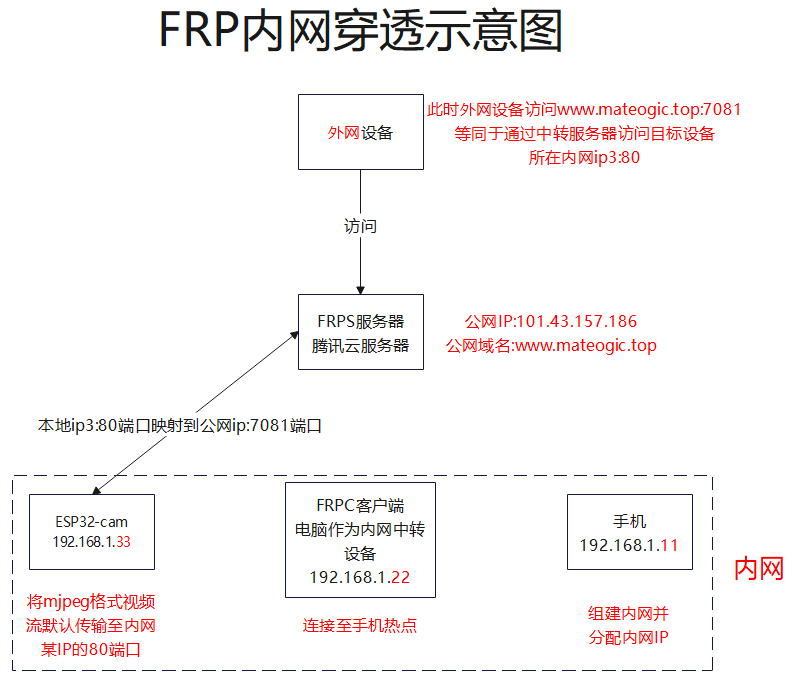 FRP内网穿透示意图
外网设备
此时外网设备访问www.mateogic.top:7081
等同于通过中转服务器访问目标设备
所在内网ip3:80
访问
FRPS服务器
腾讯云服务器
公网IP:101.43.157.186
公网域名:www.mateogic.top
本地ip3:80端口映射到公网ip:7081端口
ESP32-cam
192.168.1.33
FRPC客户端
电脑作为内网中转
设备
192.168.1.22
手机
192.168.1.11
内网
将mjpeg格式视频
流默认传输至内网
某IP的80端口
连接至手机热点
组建内网并
分配内网IP